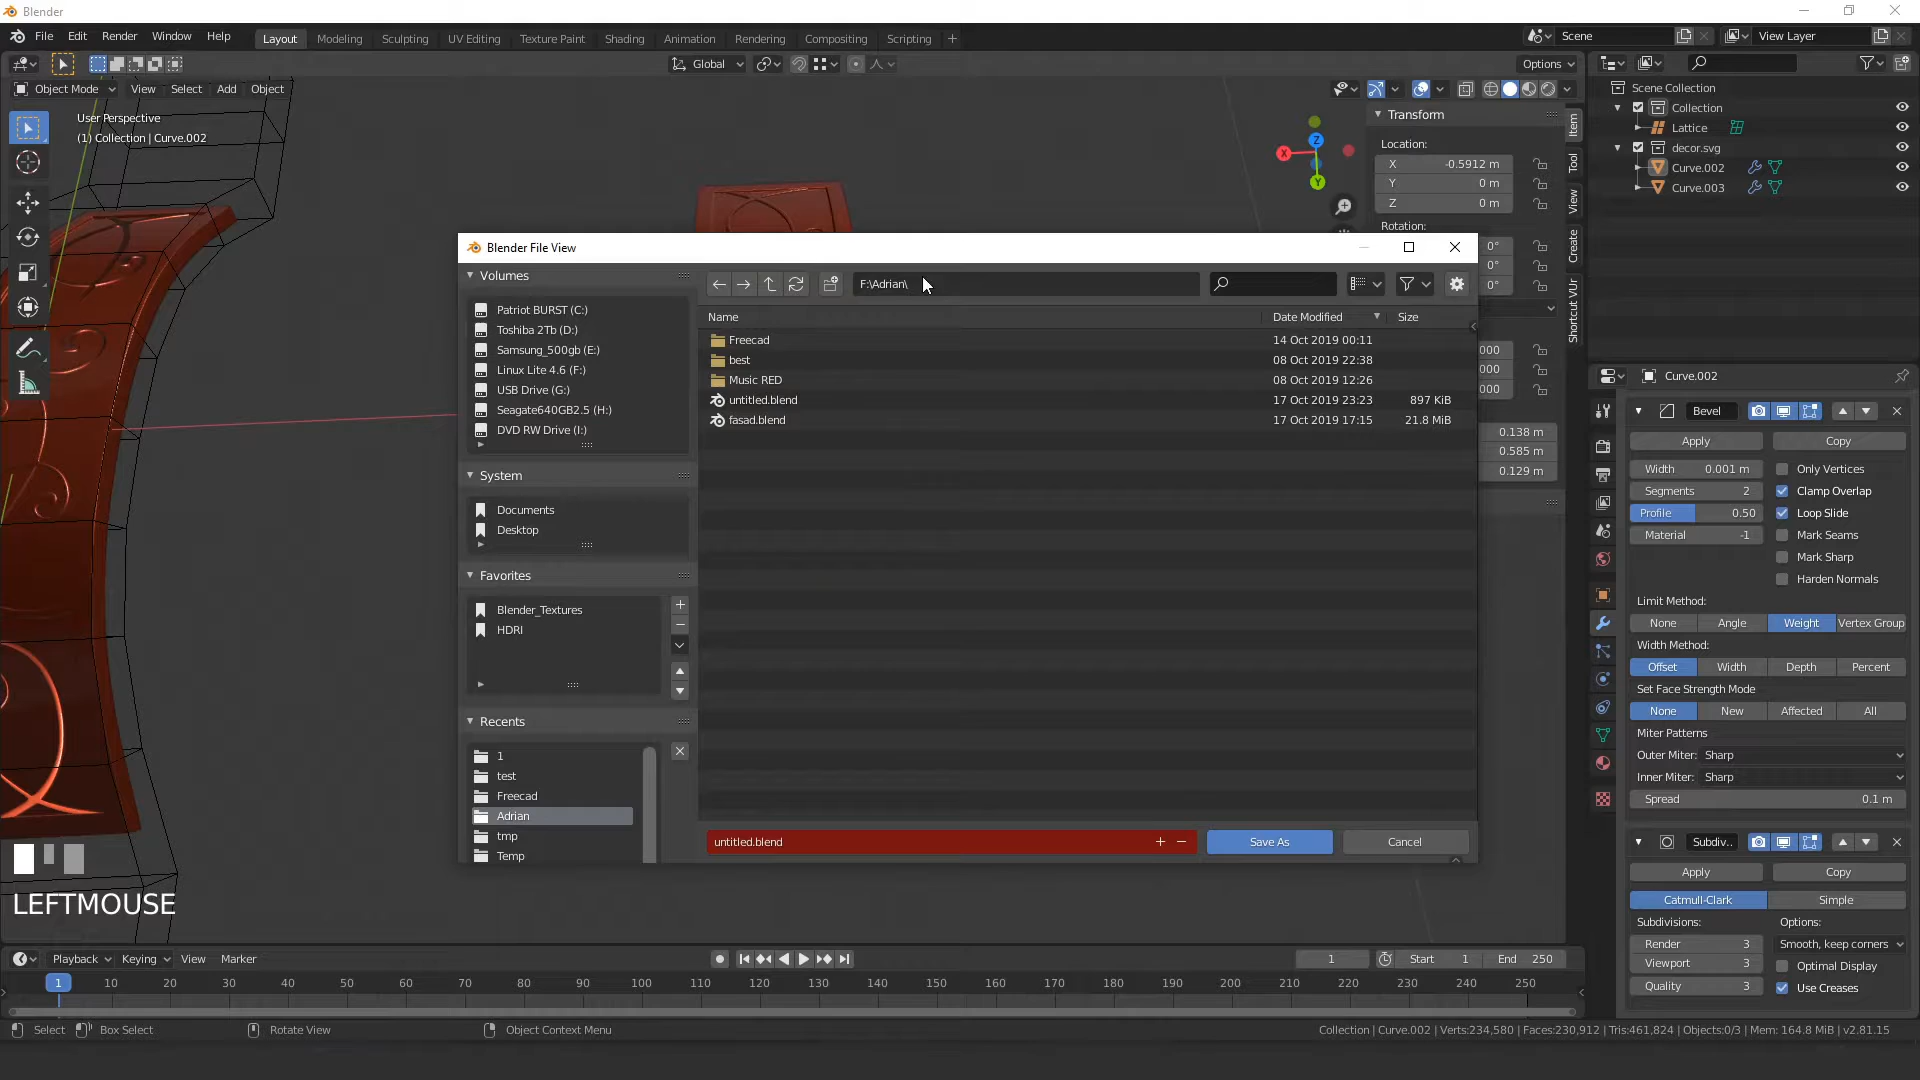 Blender
File Edit Render Window Help Layout Modeling Sculpting UV Editing Texture Paint Shading Animation Rendering Compositing Scripting + Scene View Layer
Global Options
Object Mode View Select Add Object
User Perspective
(1) Collection | Curve.002
Transform
Location:
X -0.5912 m
Y 0 m
Z 0 m
Rotation:
0°
0°
0°
000
000
000
0.138 m
0.585 m
0.129 m
Item
Tool
View
Create
Shortcut VUr
X
Z
Y
Scene Collection
Collection
Lattice
decor.svg
Curve.002
Curve.003
Blender File View
Volumes
Patriot BURST (C:)
Toshiba 2Tb (D:)
Samsung_500gb (E:)
Linux Lite 4.6 (F:)
USB Drive (G:)
Seagate640GB2.5 (H:)
DVD RW Drive (I:)
System
Documents
Desktop
Favorites
Blender_Textures
HDRI
Recents
1
test
Freecad
Adrian
tmp
Temp
F:\Adrian\
Name Date Modified Size
Freecad 14 Oct 2019 00:11
best 08 Oct 2019 22:38
Music RED 08 Oct 2019 12:26
untitled.blend 17 Oct 2019 23:23 897 KiB
fasad.blend 17 Oct 2019 17:15 21.8 MiB
untitled.blend + − Save As Cancel
Curve.002
Bevel
Apply Copy
Width 0.001 m Only Vertices
Segments 2 Clamp Overlap
Profile 0.50 Loop Slide
Material -1 Mark Seams
Mark Sharp
Harden Normals
Limit Method:
None Angle Weight Vertex Group
Width Method:
Offset Width Depth Percent
Set Face Strength Mode
None New Affected All
Miter Patterns
Outer Miter: Sharp
Inner Miter: Sharp
Spread 0.1 m
Subdiv..
Apply Copy
Catmull-Clark Simple
Subdivisions: Options:
Render 3 Smooth, keep corners
Viewport 3 Optimal Display
Quality 3 Use Creases
LEFTMOUSE
Playback Keying View Marker 1 Start 1 End 250
1 10 20 30 40 50 60 70 80 90 100 110 120 130 140 150 160 170 180 190 200 210 220 230 240 250
Select Box Select Rotate View Object Context Menu Collection | Curve.002 | Verts:234,580 | Faces:230,912 | Tris:461,824 | Objects:0/3 | Mem: 164.8 MiB | v2.81.15